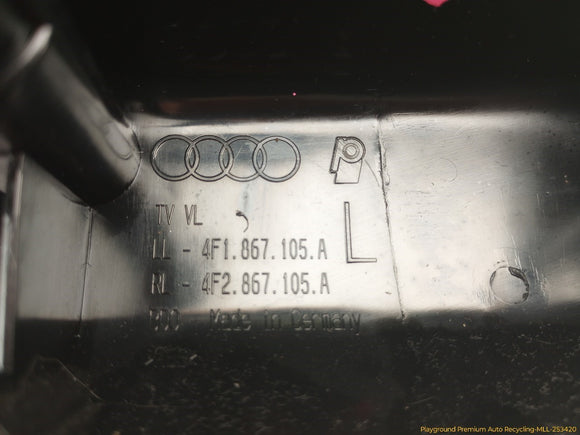 TV VL
LL - 4F1.867.105.A
L
RL - 4F2.867.105.A
Made in Germany
Playground Premium Auto Recycling-MLL-253420